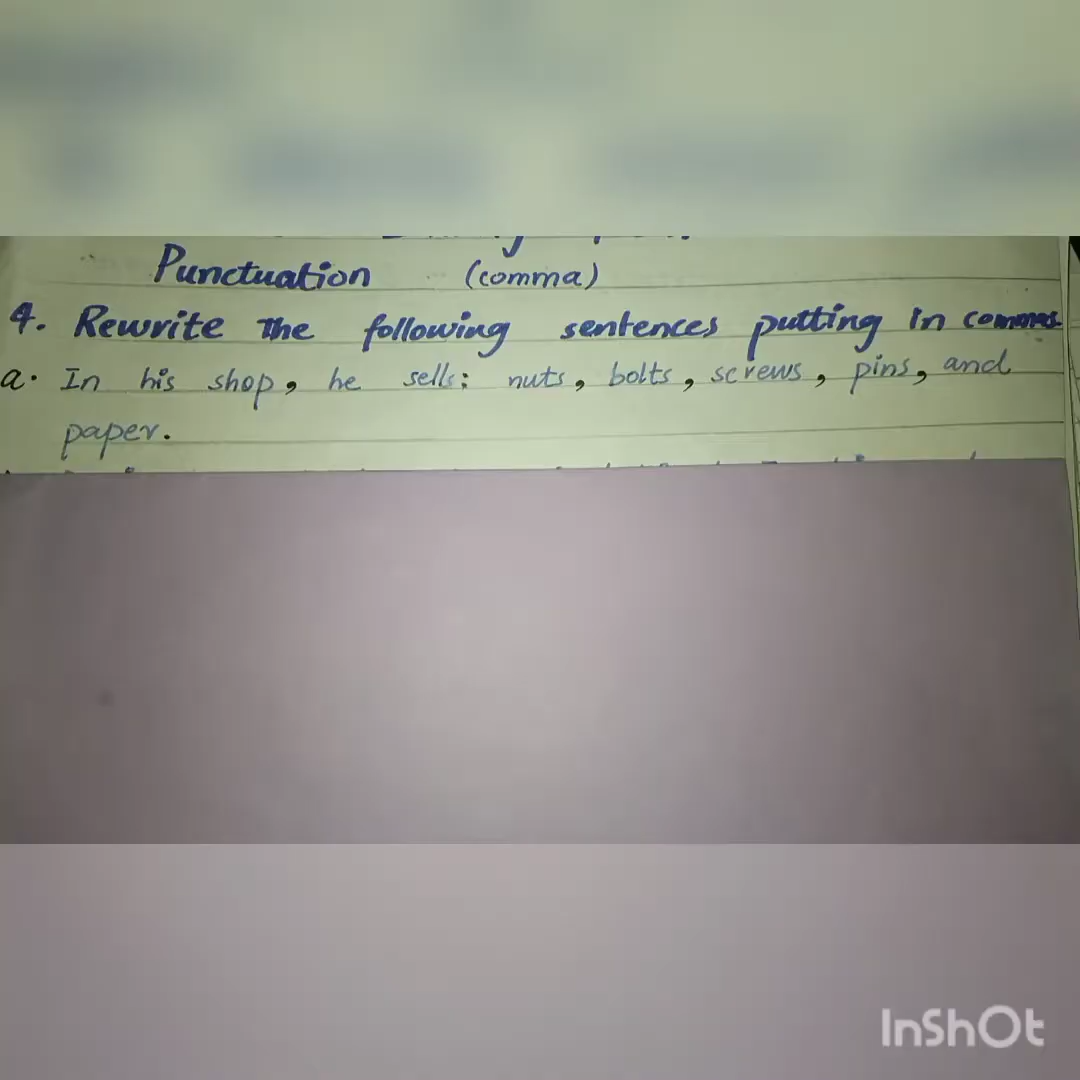 Punctuation (comma)
4. Rewrite The following sentences putting in commas
a. In his shop, he sells: nuts, bolts, screws, pins, and
paper.
InShOt